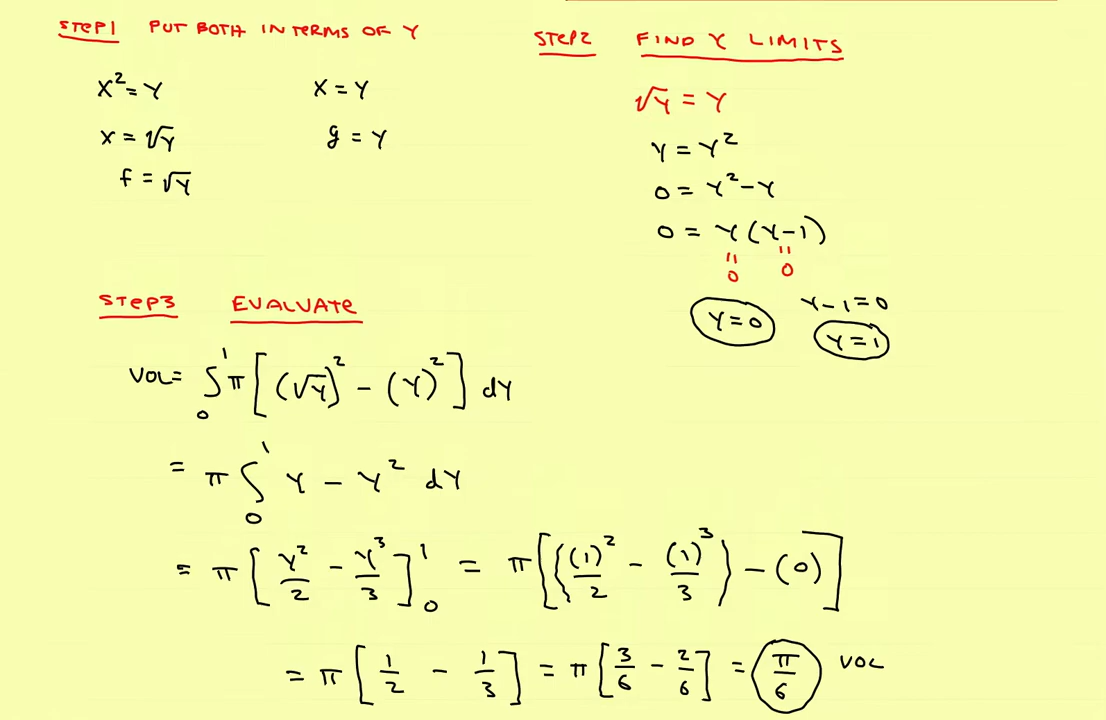 STEP1 PUT BOTH IN TERMS OF Y
X² = Y X = Y
X = √Y g = Y
f = √Y
STEP2 FIND Y LIMITS
√Y = Y
Y = Y²
0 = Y² - Y
0 = Y(Y-1)
" "
0 0
Y=0 Y-1=0
Y=1
STEP3 EVALUATE
VOL= ∫₀¹ π[(√Y)² - (Y)²] dY
= π ∫₀¹ Y - Y² dY
= π[Y²/2 - Y³/3]₀¹ = π[((1)²/2 - (1)³/3) - (0)]
= π[1/2 - 1/3] = π[3/6 - 2/6] = π/6 VOL